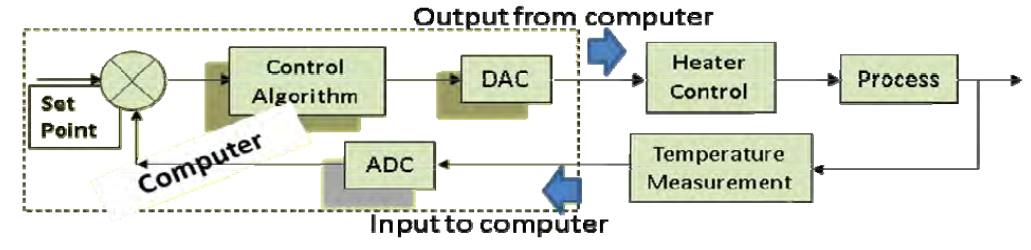 Output from computer
Set
Point
Control
Algorithm
DAC
Heater
Control
Process
Computer
ADC
Temperature
Measurement
Input to computer